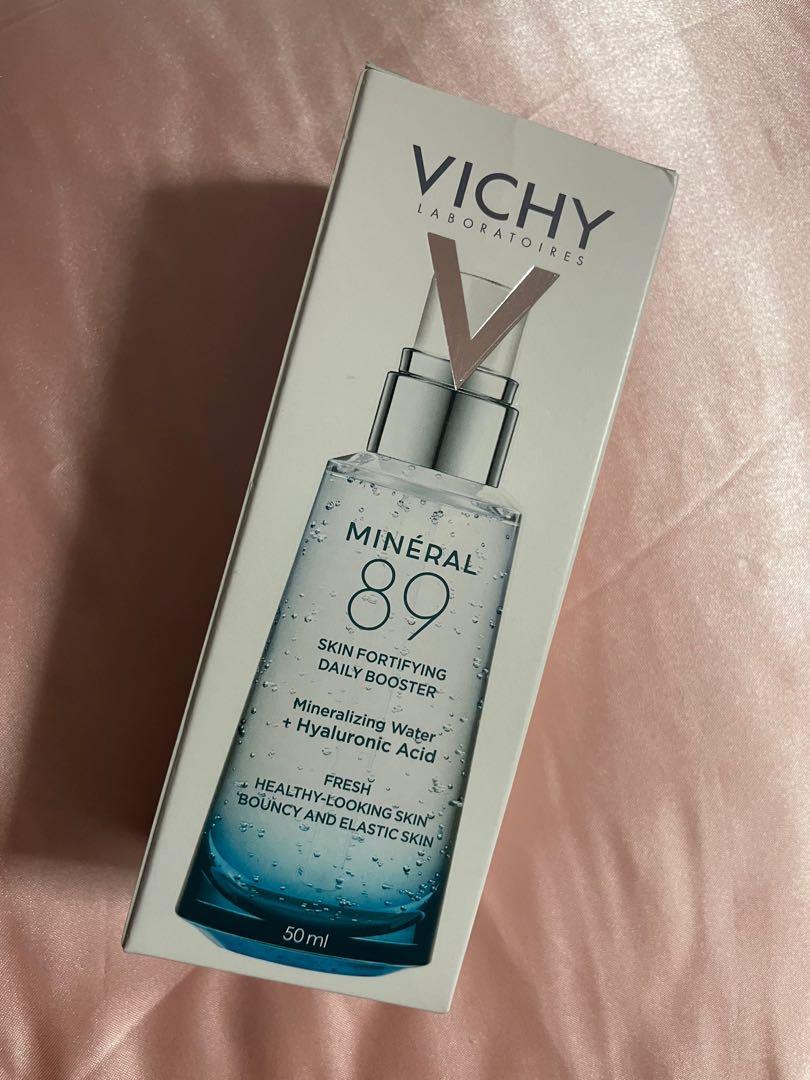 VICHY
LABORATOIRES
MINÉRAL
89
SKIN FORTIFYING
DAILY BOOSTER
Mineralizing Water
+ Hyaluronic Acid
FRESH
HEALTHY-LOOKING SKIN
BOUNCY AND ELASTIC SKIN
50 ml